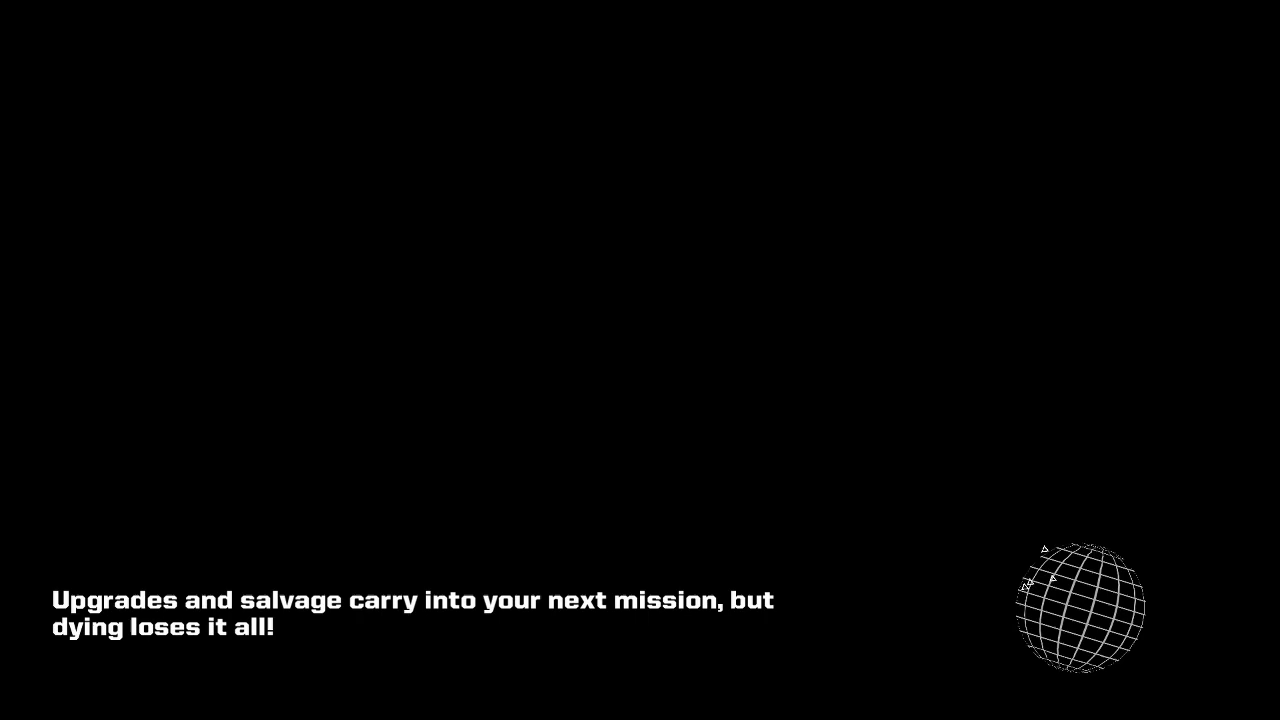 Upgrades and salvage carry into your next mission, but
dying loses it all!